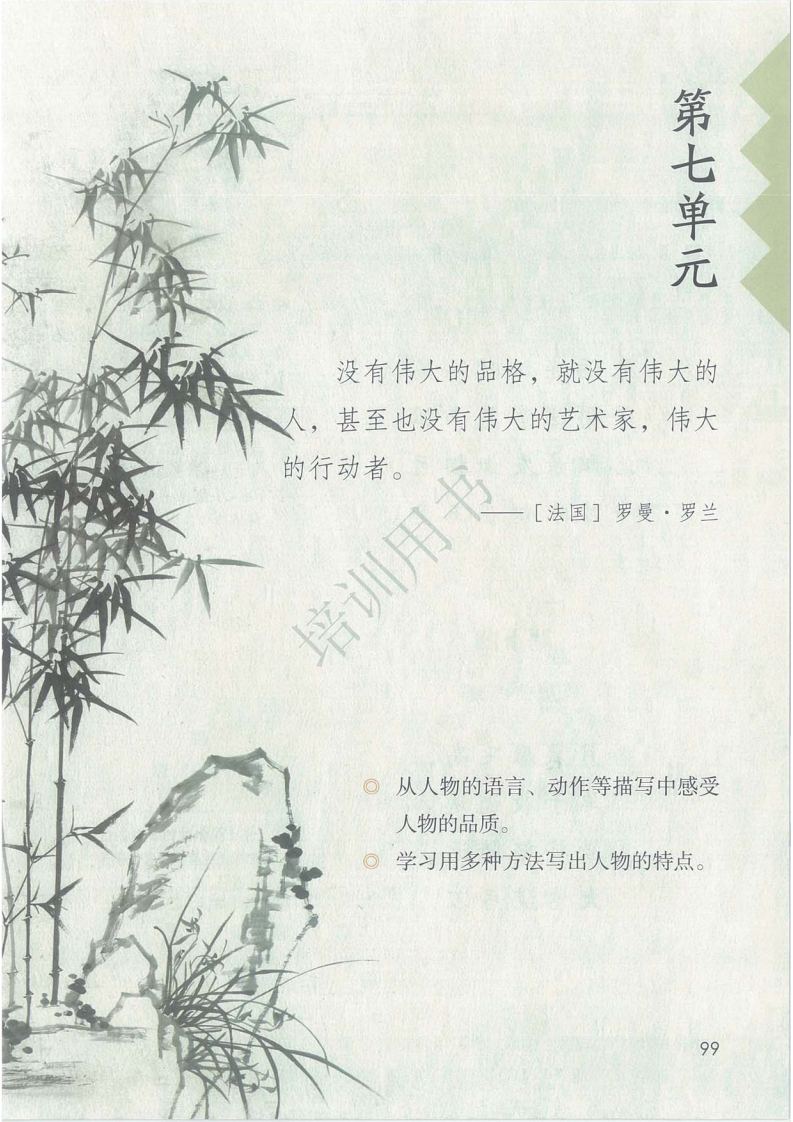 第七单元
没有伟大的品格，就没有伟大的
人，甚至也没有伟大的艺术家，伟大
的行动者。
——［法国］罗曼·罗兰
培训用书
◎ 从人物的语言、动作等描写中感受
人物的品质。
◎ 学习用多种方法写出人物的特点。
99